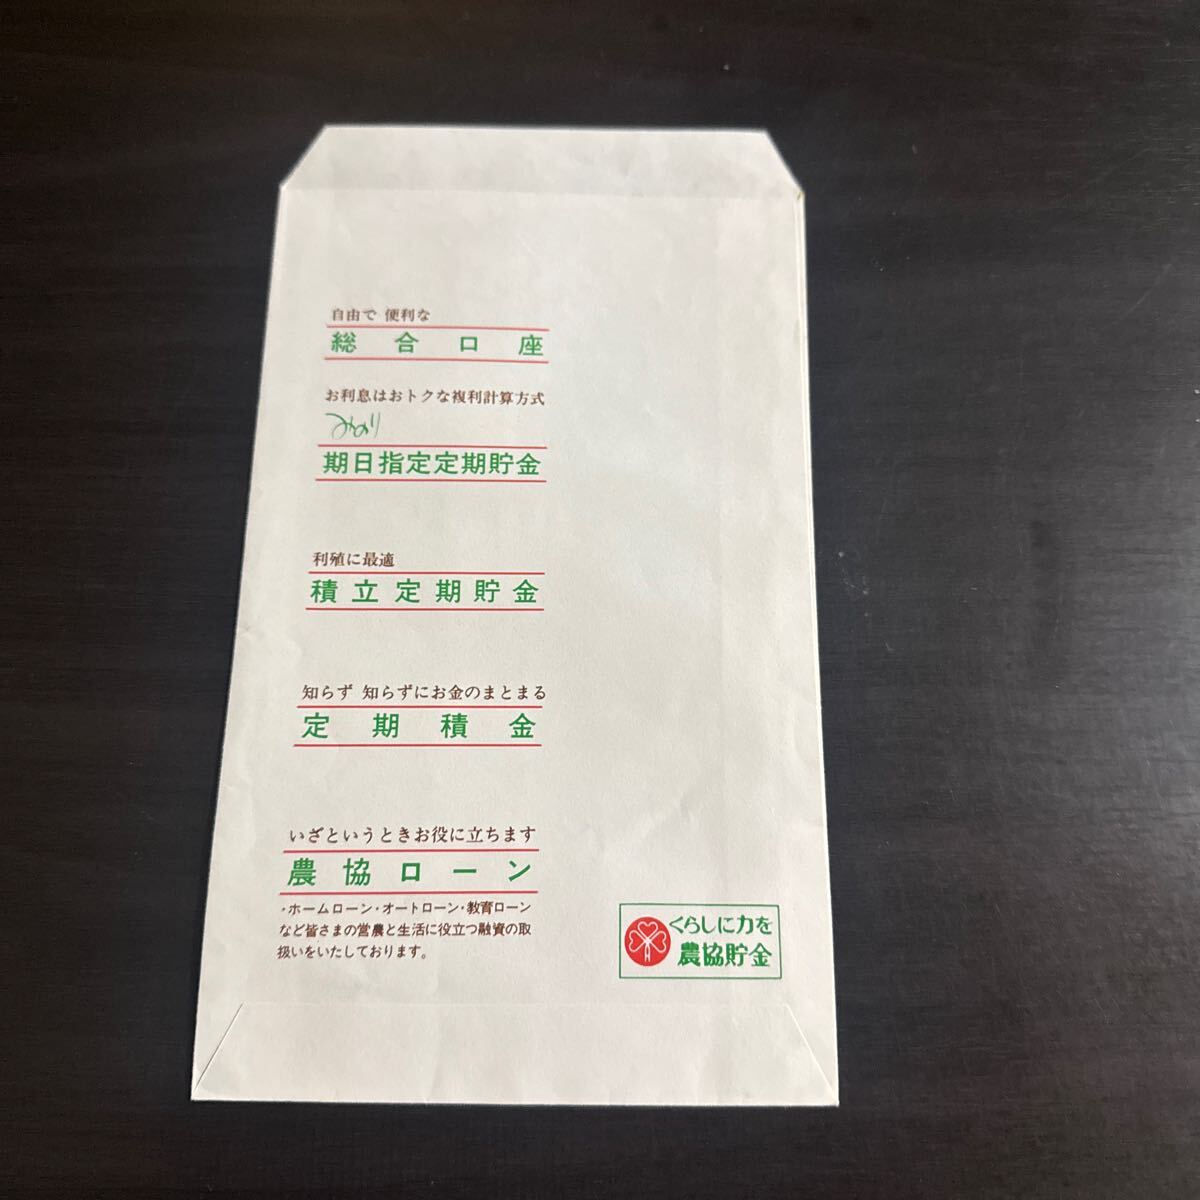 自由で 便利な
総合口座
お利息はおトクな複利計算方式
みのり
期日指定定期貯金
利殖に最適
積立定期貯金
知らず 知らずにお金のまとまる
定期積金
いざというときお役に立ちます
農協ローン
・ホームローン・オートローン・教育ローン
など皆さまの営農と生活に役立つ融資の取
扱いをいたしております。
くらしに力を
農協貯金